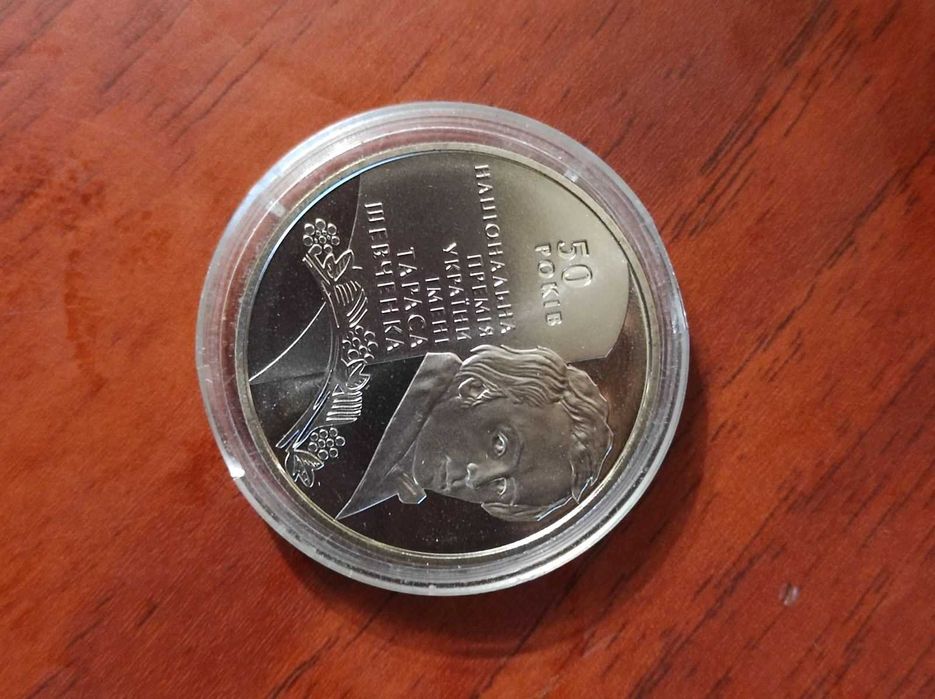 50
РОКІВ
НАЦІОНАЛЬНА
ПРЕМІЯ
УКРАЇНИ
ІМЕНІ
ТАРАСА
ШЕВЧЕНКА